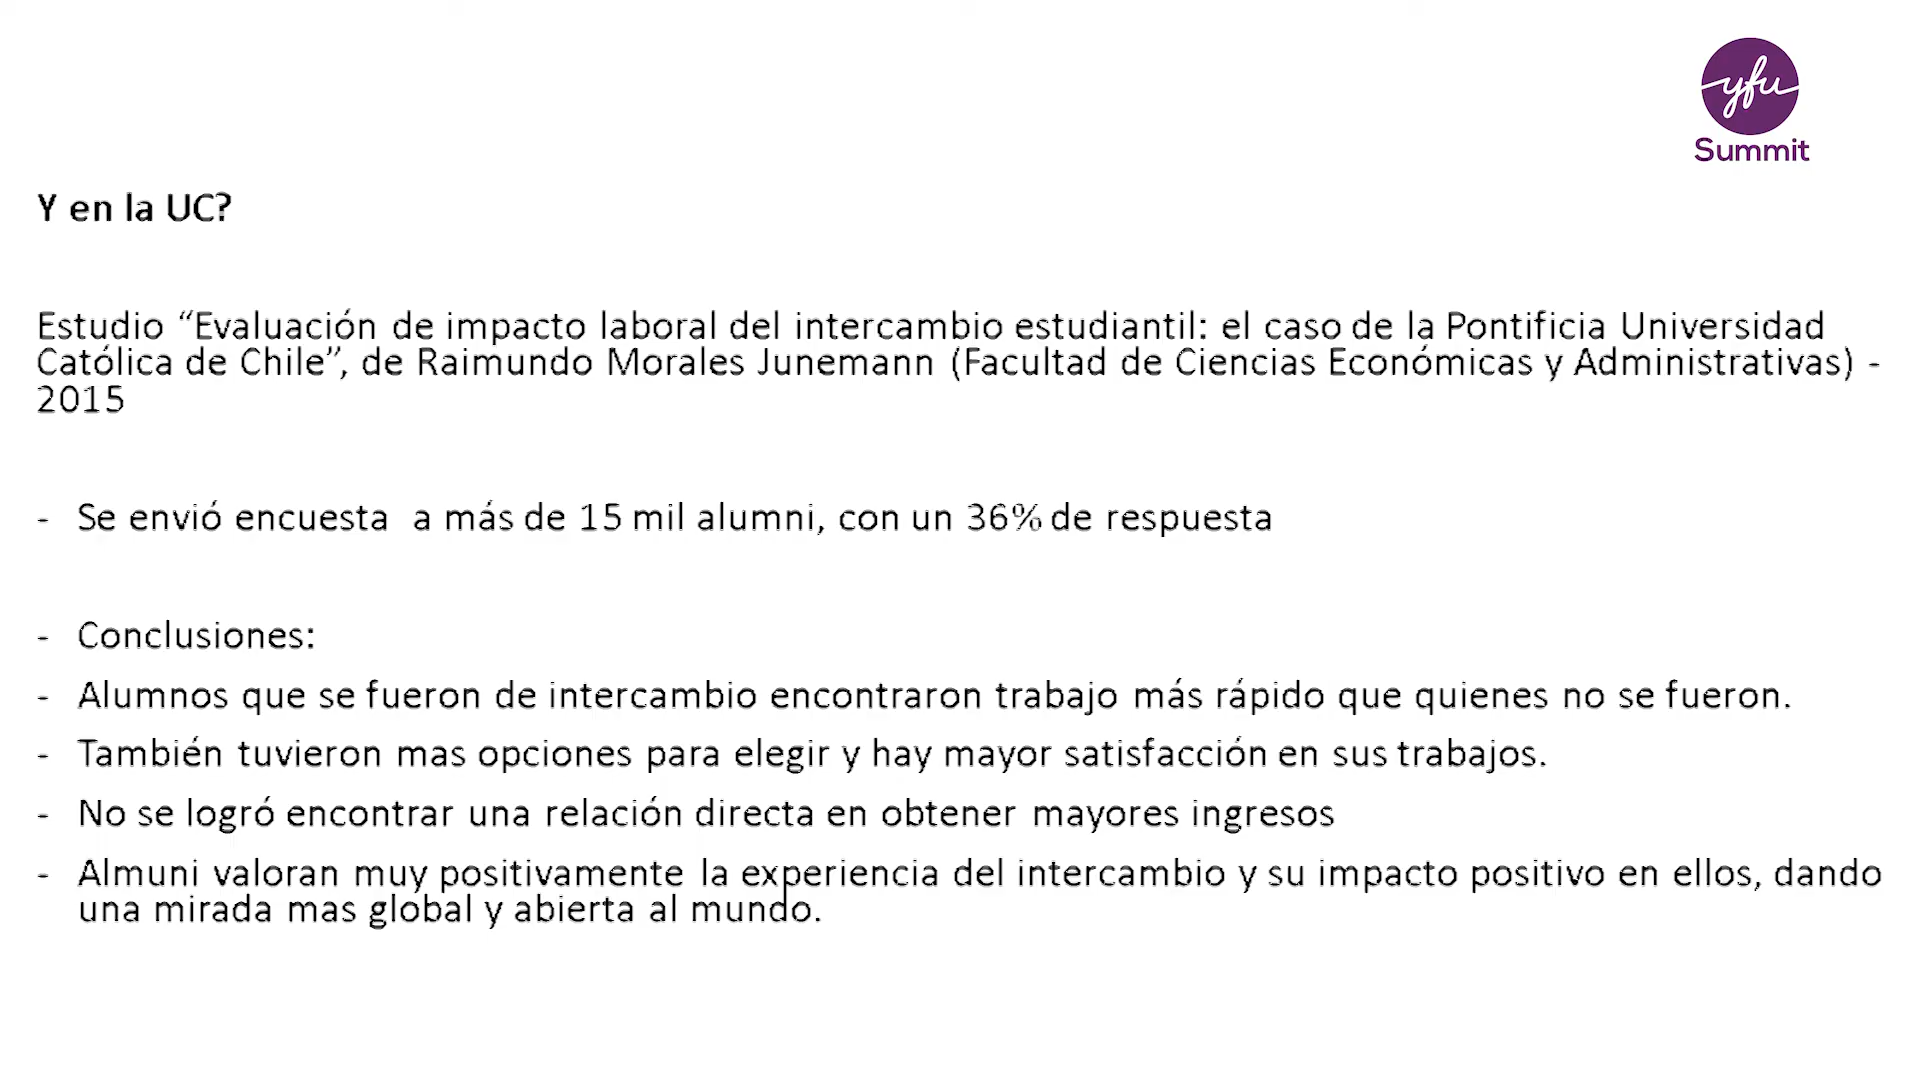 yfu
Summit
Y en la UC?
Estudio “Evaluación de impacto laboral del intercambio estudiantil: el caso de la Pontificia Universidad
Católica de Chile”, de Raimundo Morales Junemann (Facultad de Ciencias Económicas y Administrativas) -
2015
- Se envió encuesta a más de 15 mil alumni, con un 36% de respuesta
- Conclusiones:
- Alumnos que se fueron de intercambio encontraron trabajo más rápido que quienes no se fueron.
- También tuvieron mas opciones para elegir y hay mayor satisfacción en sus trabajos.
- No se logró encontrar una relación directa en obtener mayores ingresos
- Almuni valoran muy positivamente la experiencia del intercambio y su impacto positivo en ellos, dando
una mirada mas global y abierta al mundo.